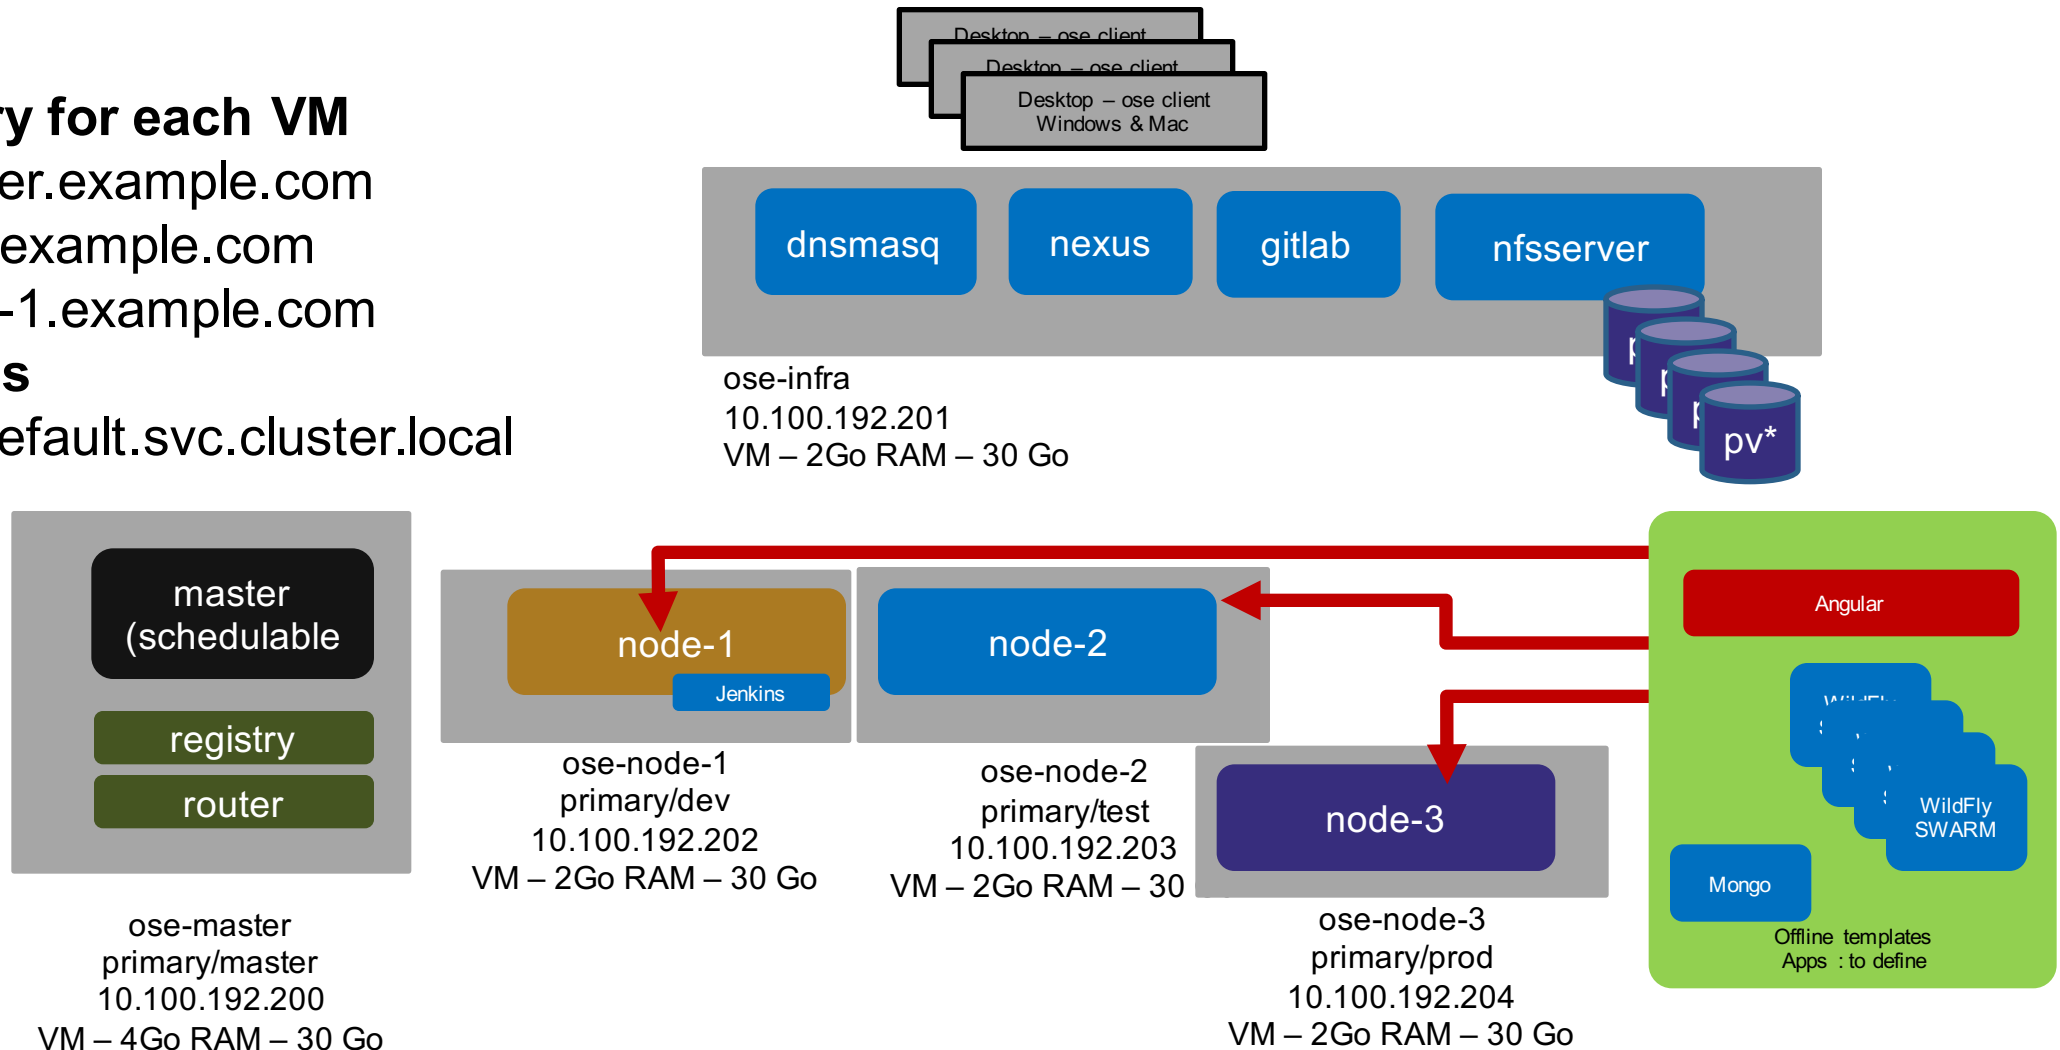 Desktop – ose client
Desktop – ose client
Desktop – ose client
Windows & Mac
ry for each VM
er.example.com
example.com
-1.example.com
s
efault.svc.cluster.local
dnsmasq
nexus
gitlab
nfsserver
pv*
ose-infra
10.100.192.201
VM – 2Go RAM – 30 Go
master
(schedulable
registry
router
ose-master
primary/master
10.100.192.200
VM – 4Go RAM – 30 Go
node-1
Jenkins
ose-node-1
primary/dev
10.100.192.202
VM – 2Go RAM – 30 Go
node-2
ose-node-2
primary/test
10.100.192.203
VM – 2Go RAM – 30
node-3
ose-node-3
primary/prod
10.100.192.204
VM – 2Go RAM – 30 Go
Angular
WildFly
WildFly
SWARM
Mongo
Offline templates
Apps : to define